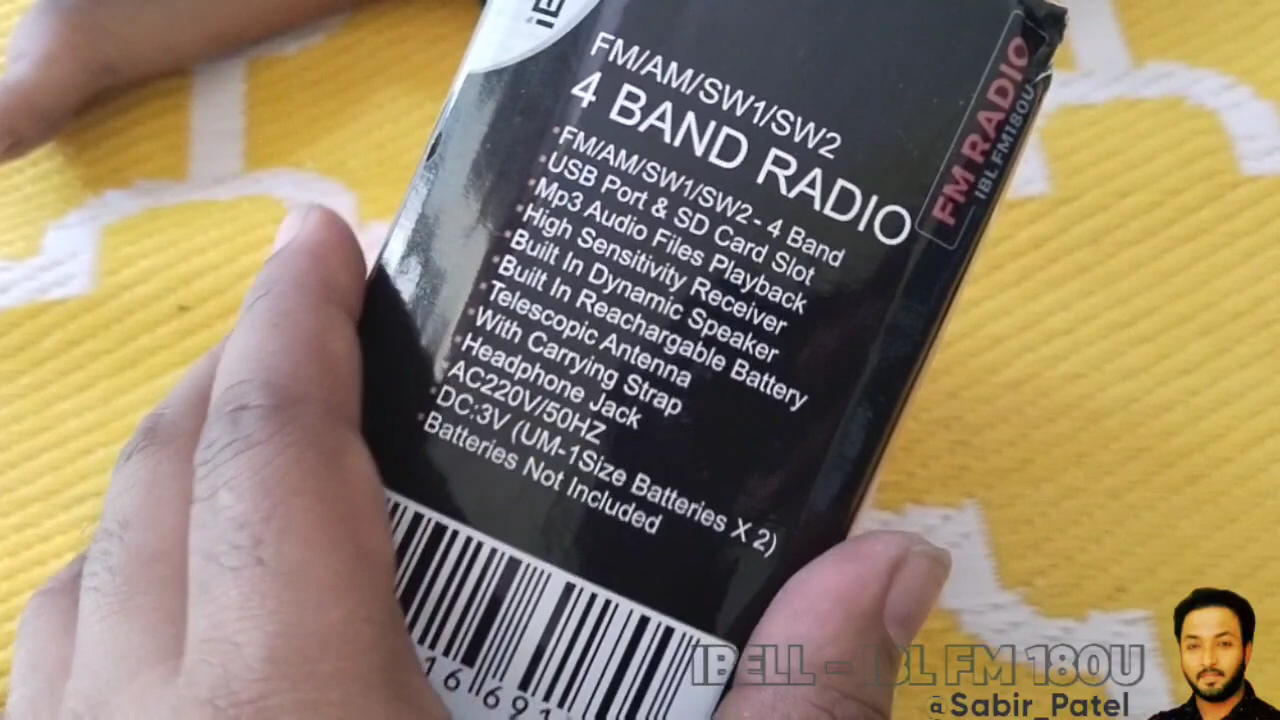 FM/AM/SW1/SW2
4 BAND RADIO
•FM/AM/SW1/SW2 - 4 Band
•USB Port & SD Card Slot
•Mp3 Audio Files Playback
•High Sensitivity Receiver
•Built In Dynamic Speaker
•Built In Reachargable Battery
•Telescopic Antenna
•With Carrying Strap
•Headphone Jack
•AC220V/50HZ
•DC:3V (UM-1Size Batteries X 2)
•Batteries Not Included
FM RADIO
IBL FM180U
IBELL - IBL FM 180U
@Sabir_Patel